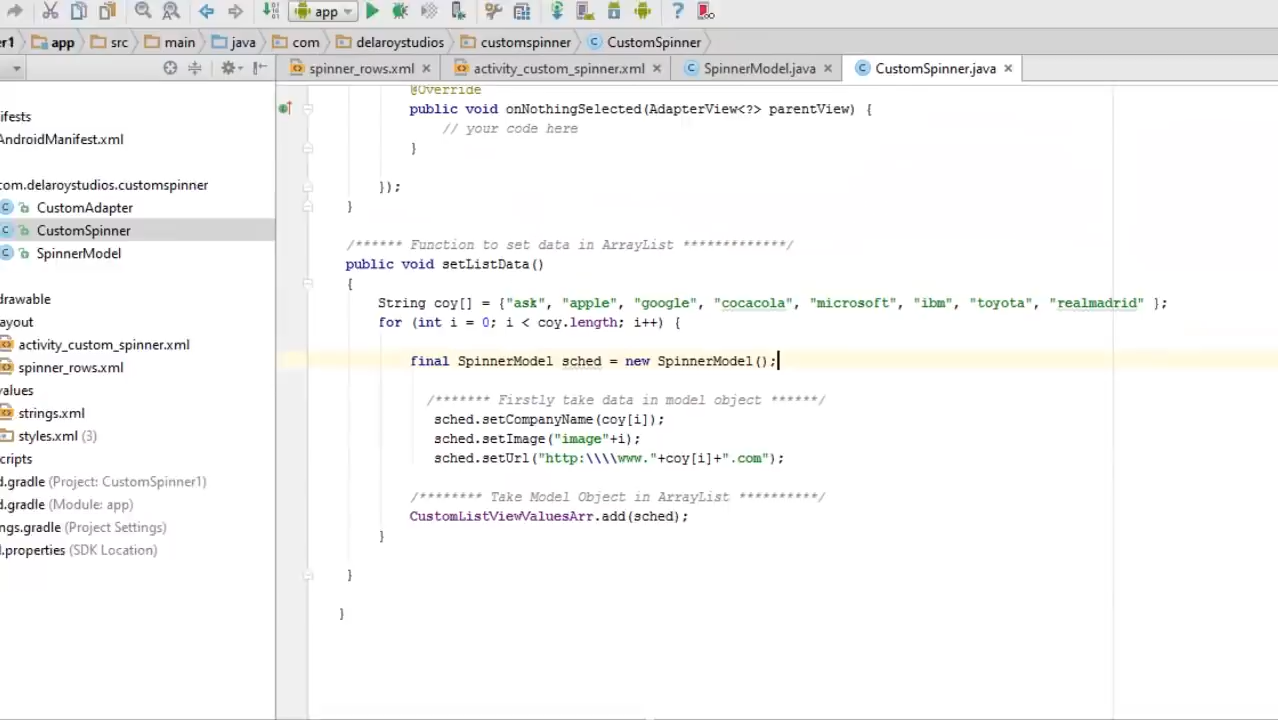 app
?
r1 app src main java com delaroystudios customspinner CustomSpinner
spinner_rows.xml activity_custom_spinner.xml SpinnerModel.java CustomSpinner.java
ifests
AndroidManifest.xml
com.delaroystudios.customspinner
C CustomAdapter
C CustomSpinner
C SpinnerModel
drawable
ayout
activity_custom_spinner.xml
spinner_rows.xml
values
strings.xml
styles.xml (3)
cripts
d.gradle (Project: CustomSpinner1)
d.gradle (Module: app)
ngs.gradle (Project Settings)
l.properties (SDK Location)
@Override
public void onNothingSelected(AdapterView<?> parentView) {
// your code here
}
});
}
/****** Function to set data in ArrayList *************/
public void setListData()
{
String coy[] = {"ask", "apple", "google", "cocacola", "microsoft", "ibm", "toyota", "realmadrid" };
for (int i = 0; i < coy.length; i++) {
final SpinnerModel sched = new SpinnerModel();
/******* Firstly take data in model object ******/
sched.setCompanyName(coy[i]);
sched.setImage("image"+i);
sched.setUrl("http:\\\\www."+coy[i]+".com");
/******** Take Model Object in ArrayList **********/
CustomListViewValuesArr.add(sched);
}
}
}